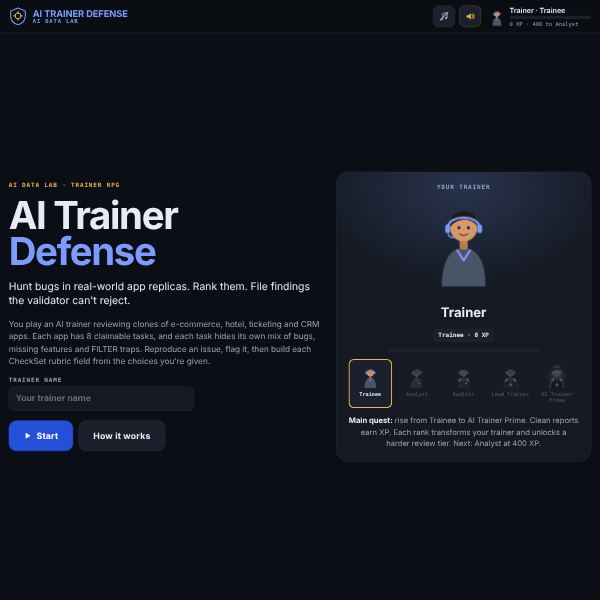 AI TRAINER DEFENSE
AI DATA LAB
Trainer · Trainee
0 XP · 400 to Analyst
AI DATA LAB · TRAINER RPG
AI Trainer
Defense
Hunt bugs in real-world app replicas. Rank them. File findings
the validator can't reject.
You play an AI trainer reviewing clones of e-commerce, hotel, ticketing and CRM
apps. Each app has 8 claimable tasks, and each task hides its own mix of bugs,
missing features and FILTER traps. Reproduce an issue, flag it, then build each
CheckSet rubric field from the choices you're given.
TRAINER NAME
Your trainer name
Start
How it works
YOUR TRAINER
Trainer
Trainee · 0 XP
Trainee
Analyst
Auditor
Lead Trainer
AI Trainer
Prime
Main quest: rise from Trainee to AI Trainer Prime. Clean reports
earn XP. Each rank transforms your trainer and unlocks a
harder review tier. Next: Analyst at 400 XP.